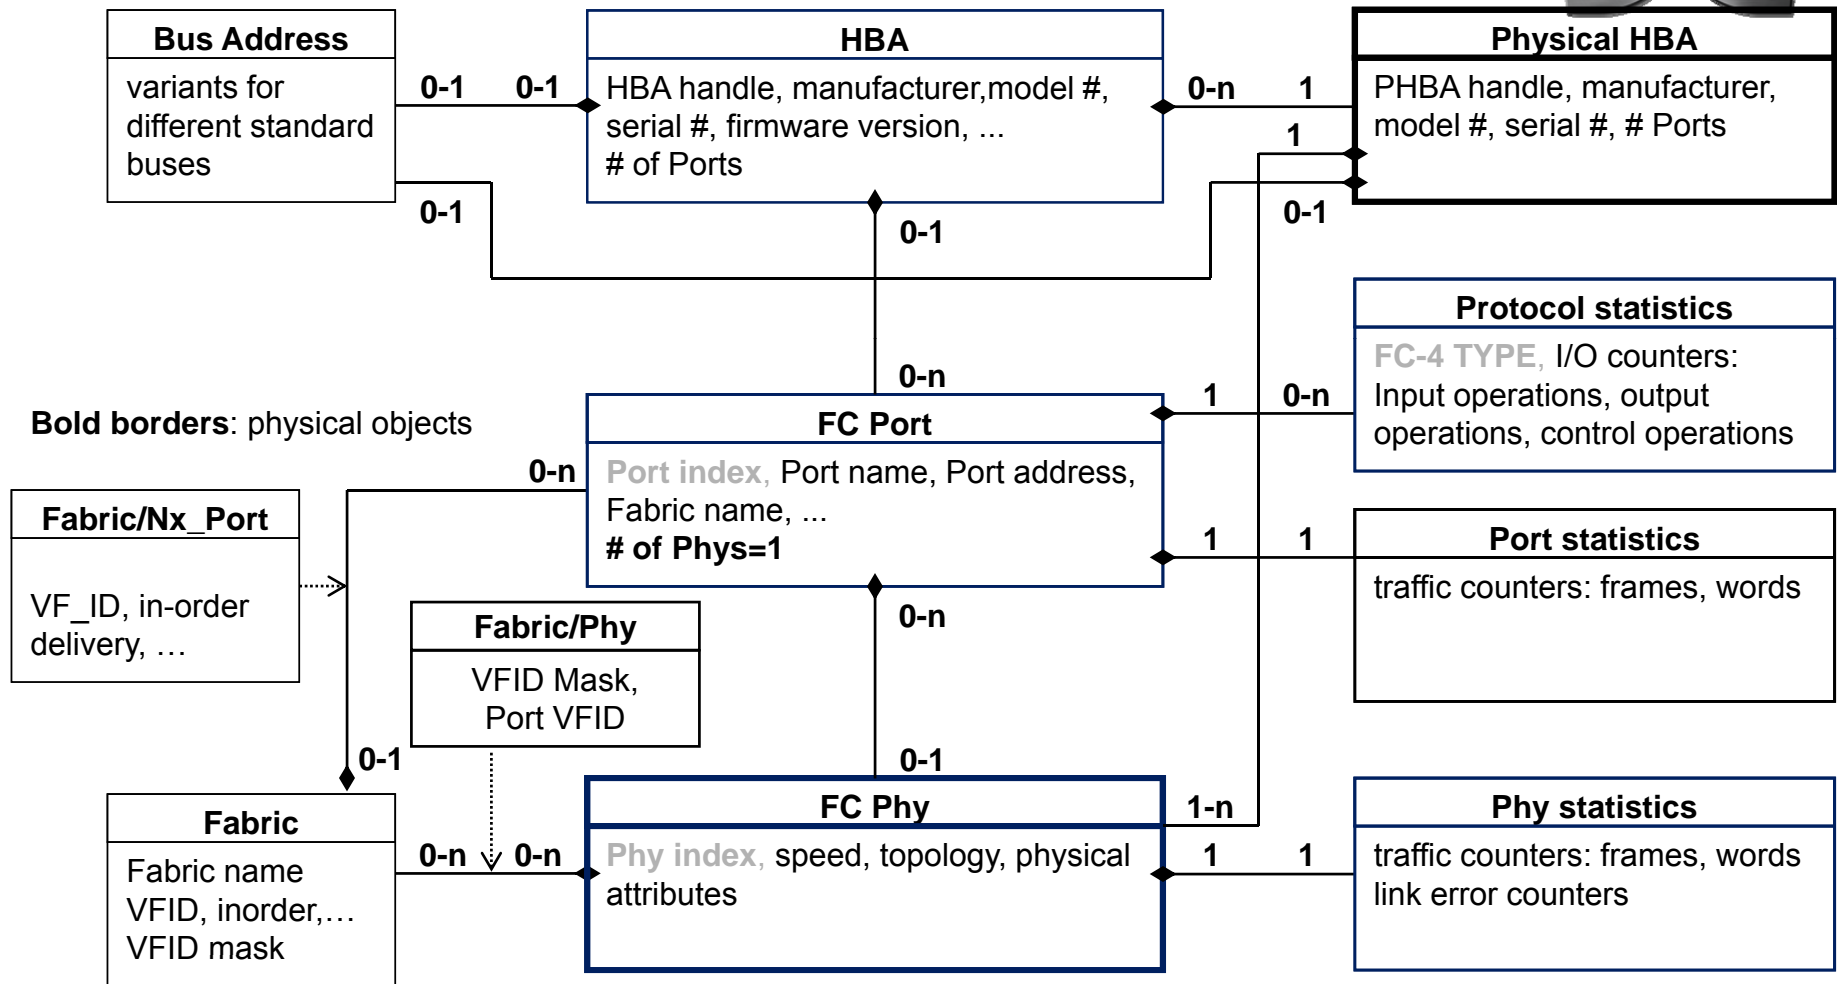 Bus Address
variants for
different standard
buses
0-1
0-1
HBA
HBA handle, manufacturer,model #,
serial #, firmware version, ...
# of Ports
0-n
1
Physical HBA
PHBA handle, manufacturer,
model #, serial #, # Ports
1
0-1
0-1
0-1
0-n
Protocol statistics
FC-4 TYPE, I/O counters:
Input operations, output
operations, control operations
1
0-n
Bold borders: physical objects
FC Port
Port index, Port name, Port address,
Fabric name, ...
# of Phys=1
0-n
Fabric/Nx_Port
VF_ID, in-order
delivery, …
1
1
Port statistics
traffic counters: frames, words
Fabric/Phy
VFID Mask,
Port VFID
0-n
0-1
0-1
Fabric
Fabric name
VFID, inorder,…
VFID mask
0-n
0-n
FC Phy
Phy index, speed, topology, physical
attributes
1-n
1
1
Phy statistics
traffic counters: frames, words
link error counters